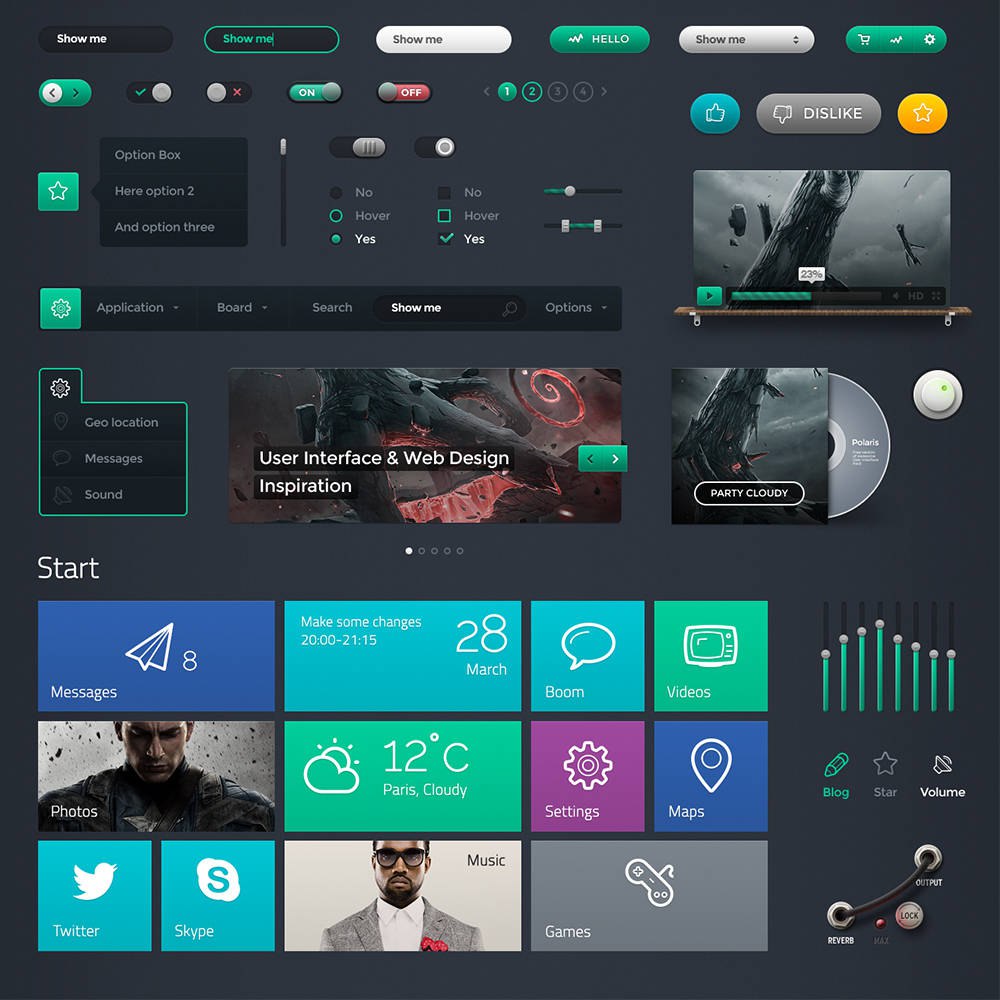 Show me
Show me
Show me
HELLO
Show me
ON
OFF
1 2 3 4
DISLIKE
Option Box
Here option 2
And option three
No
Hover
Yes
No
Hover
Yes
23%
HD
Application
Board
Search
Show me
Options
Geo location
Messages
Sound
User Interface & Web Design
Inspiration
Polaris
PARTY CLOUDY
Start
8
Messages
Make some changes
20:00-21:15
28
March
Boom
Videos
Photos
12°C
Paris, Cloudy
Settings
Maps
Blog
Star
Volume
Twitter
Skype
Music
Games
OUTPUT
LOCK
REVERB
MAX